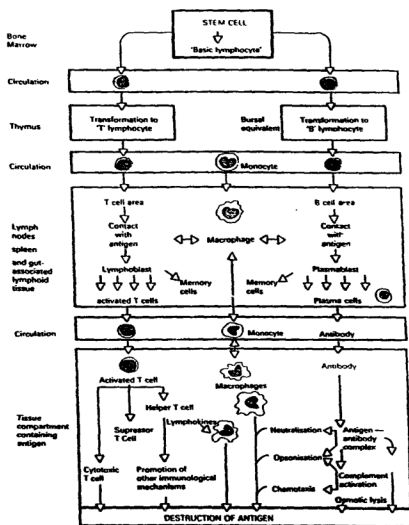 STEM CELL
Bone
Marrow
'Basic lymphocyte'
Circulation
Thymus
Transformation to
'T' lymphocyte
Bursal
equivalent
Transformation to
'B' lymphocyte
Circulation
Monocyte
T cell area
B cell area
Contact
with
antigen
Macrophage
Contact
with
antigen
Lymph
nodes
spleen
and gut-
associated
lymphoid
tissue
Lymphoblast
Plasmablast
Memory
cells
Memory
cells
activated T cells
Plasma cells
Circulation
Monocyte
Antibody
Activated T cell
Macrophages
Antibody
Helper T cell
Tissue
compartment
containing
antigen
Supressor
T Cell
Lymphokines
Neutralisation
Antigen –
antibody
complex
Opsonisation
Cytotoxic
T cell
Promotion of
other immunological
mechanisms
Complement
activation
Chemotaxis
Osmotic lysis
DESTRUCTION OF ANTIGEN